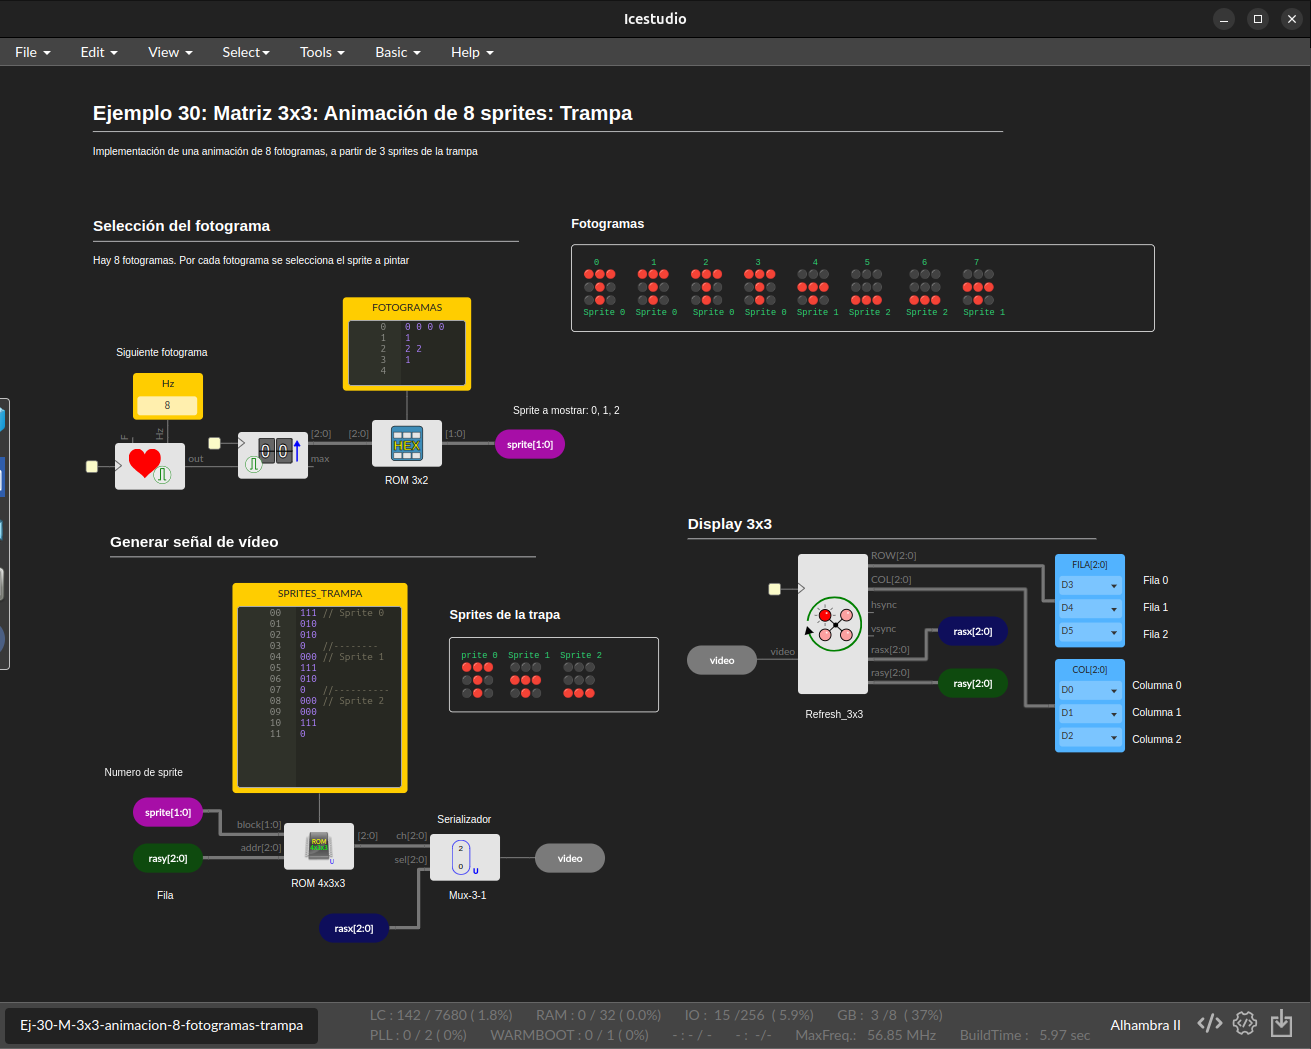 Icestudio
File Edit View Select Tools Basic Help
Ejemplo 30: Matriz 3x3: Animación de 8 sprites: Trampa
Implementación de una animación de 8 fotogramas, a partir de 3 sprites de la trampa
Selección del fotograma
Hay 8 fotogramas. Por cada fotograma se selecciona el sprite a pintar
Fotogramas
0 1 2 3 4 5 6 7
Sprite 0 Sprite 0 Sprite 0 Sprite 0 Sprite 1 Sprite 2 Sprite 2 Sprite 1
FOTOGRAMAS
0 0 0 0 0
1 1
2 2 2
3 1
4
Siguiente fotograma
Hz
8
F Hz
out
[2:0]
max
00
[2:0]
HEX
[1:0]
ROM 3x2
Sprite a mostrar: 0, 1, 2
sprite[1:0]
Generar señal de vídeo
SPRITES_TRAMPA
00 111 // Sprite 0
01 010
02 010
03 0 //--------
04 000 // Sprite 1
05 111
06 010
07 0 //----------
08 000 // Sprite 2
09 000
10 111
11 0
Sprites de la trapa
prite 0 Sprite 1 Sprite 2
Numero de sprite
sprite[1:0]
rasy[2:0]
Fila
block[1:0]
addr[2:0]
ROM
4x3x3
U
[2:0]
ROM 4x3x3
Serializador
ch[2:0]
sel[2:0]
2
0
U
Mux-3-1
video
rasx[2:0]
Display 3x3
video
video
ROW[2:0]
COL[2:0]
hsync
vsync
rasx[2:0]
rasy[2:0]
Refresh_3x3
rasx[2:0]
rasy[2:0]
FILA[2:0]
D3 Fila 0
D4 Fila 1
D5 Fila 2
COL[2:0]
D0 Columna 0
D1 Columna 1
D2 Columna 2
Ej-30-M-3x3-animacion-8-fotogramas-trampa
LC : 142 / 7680 ( 1.8%) RAM : 0 / 32 ( 0.0%) IO : 15 /256 ( 5.9%) GB : 3 /8 ( 37%)
PLL : 0 / 2 ( 0%) WARMBOOT : 0 / 1 ( 0%) - : - / - - : -/- MaxFreq.: 56.85 MHz BuildTime : 5.97 sec
Alhambra II